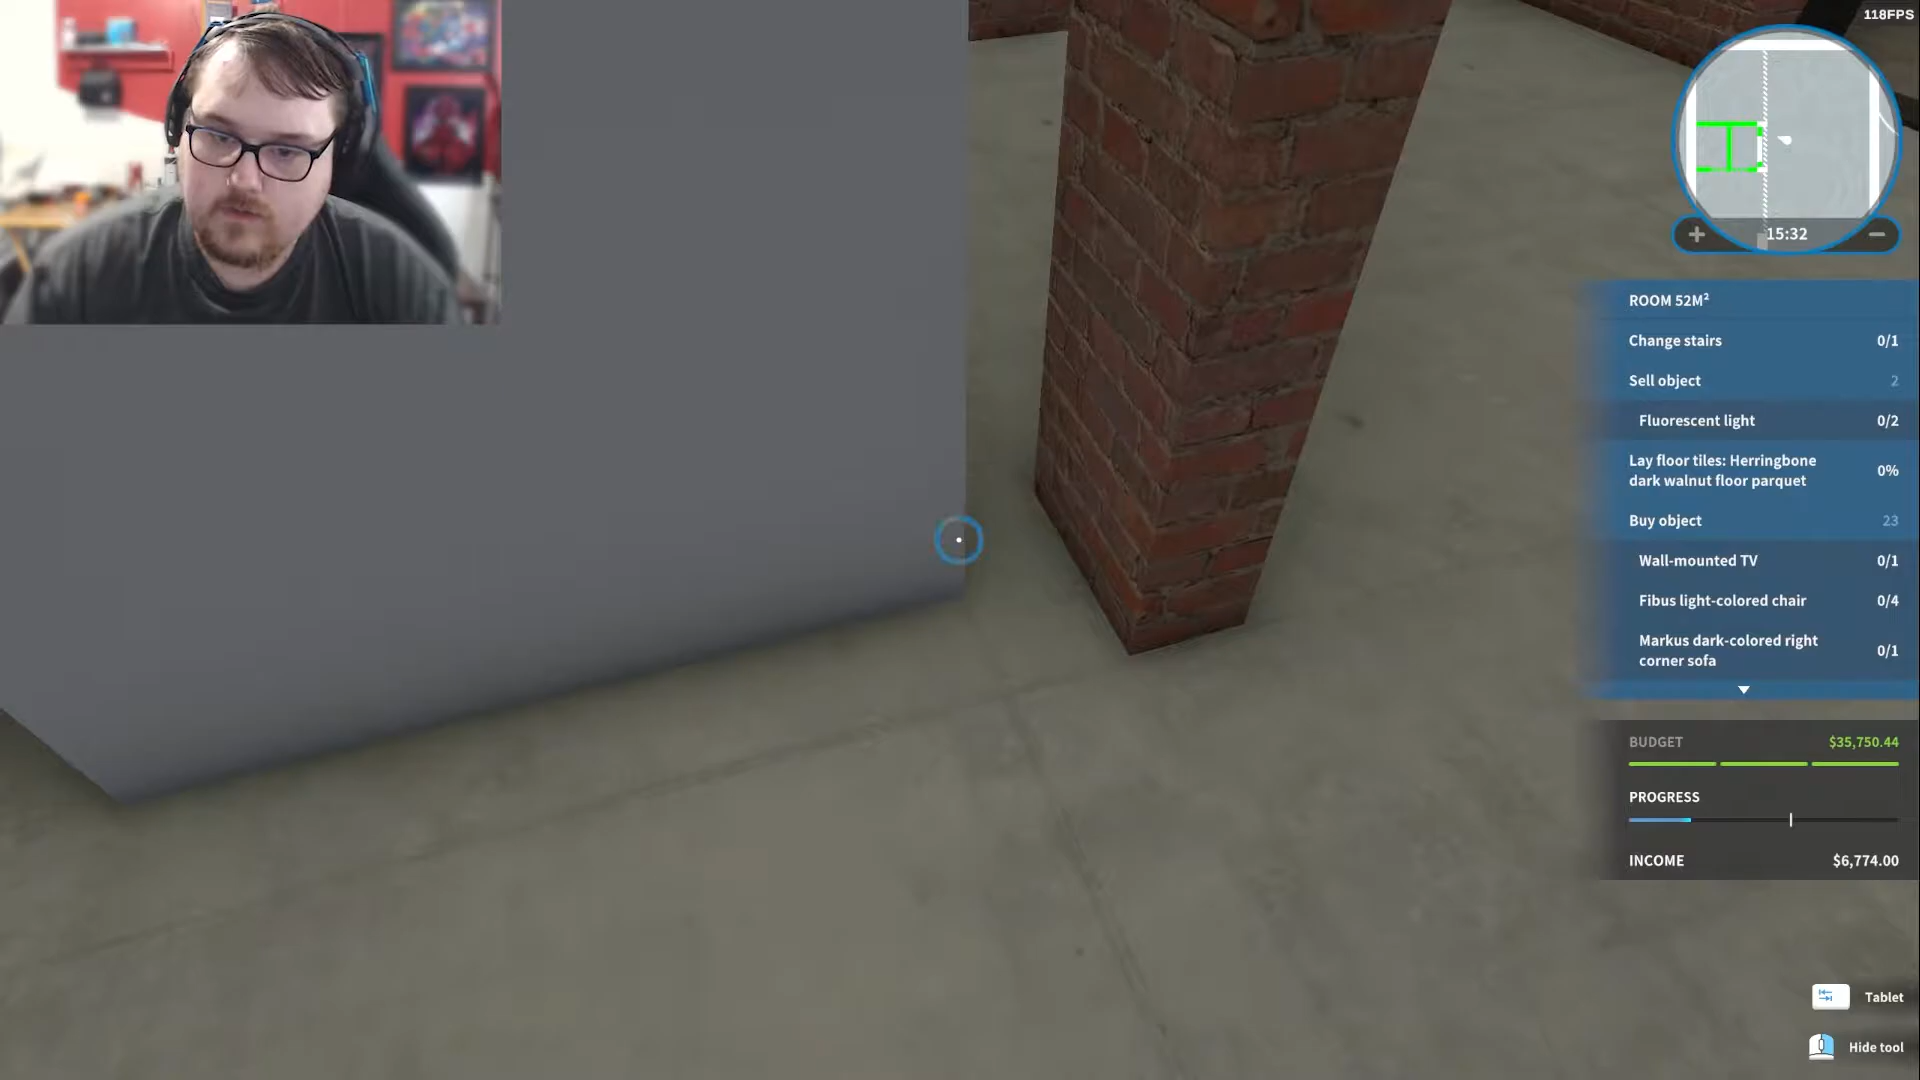 118FPS
15:32
ROOM 52M²
Change stairs 0/1
Sell object 2
Fluorescent light 0/2
Lay floor tiles: Herringbone
dark walnut floor parquet 0%
Buy object 23
Wall-mounted TV 0/1
Fibus light-colored chair 0/4
Markus dark-colored right
corner sofa 0/1
BUDGET $35,750.44
PROGRESS
INCOME $6,774.00
Tablet
Hide tool